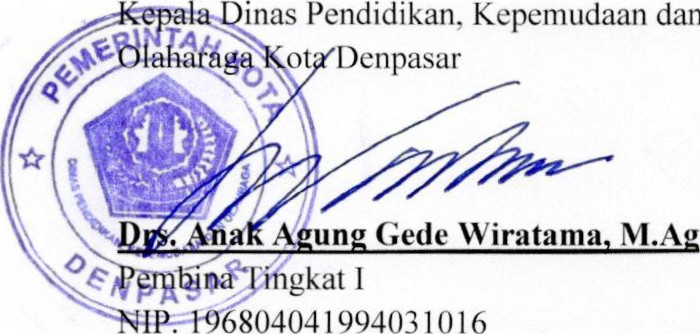 Kepala Dinas Pendidikan, Kepemudaan dan
Olaharaga Kota Denpasar
PEMERINTAH KOTA
DENPASAR
Drs. Anak Agung Gede Wiratama, M.Ag
Pembina Tingkat I
NIP. 196804041994031016